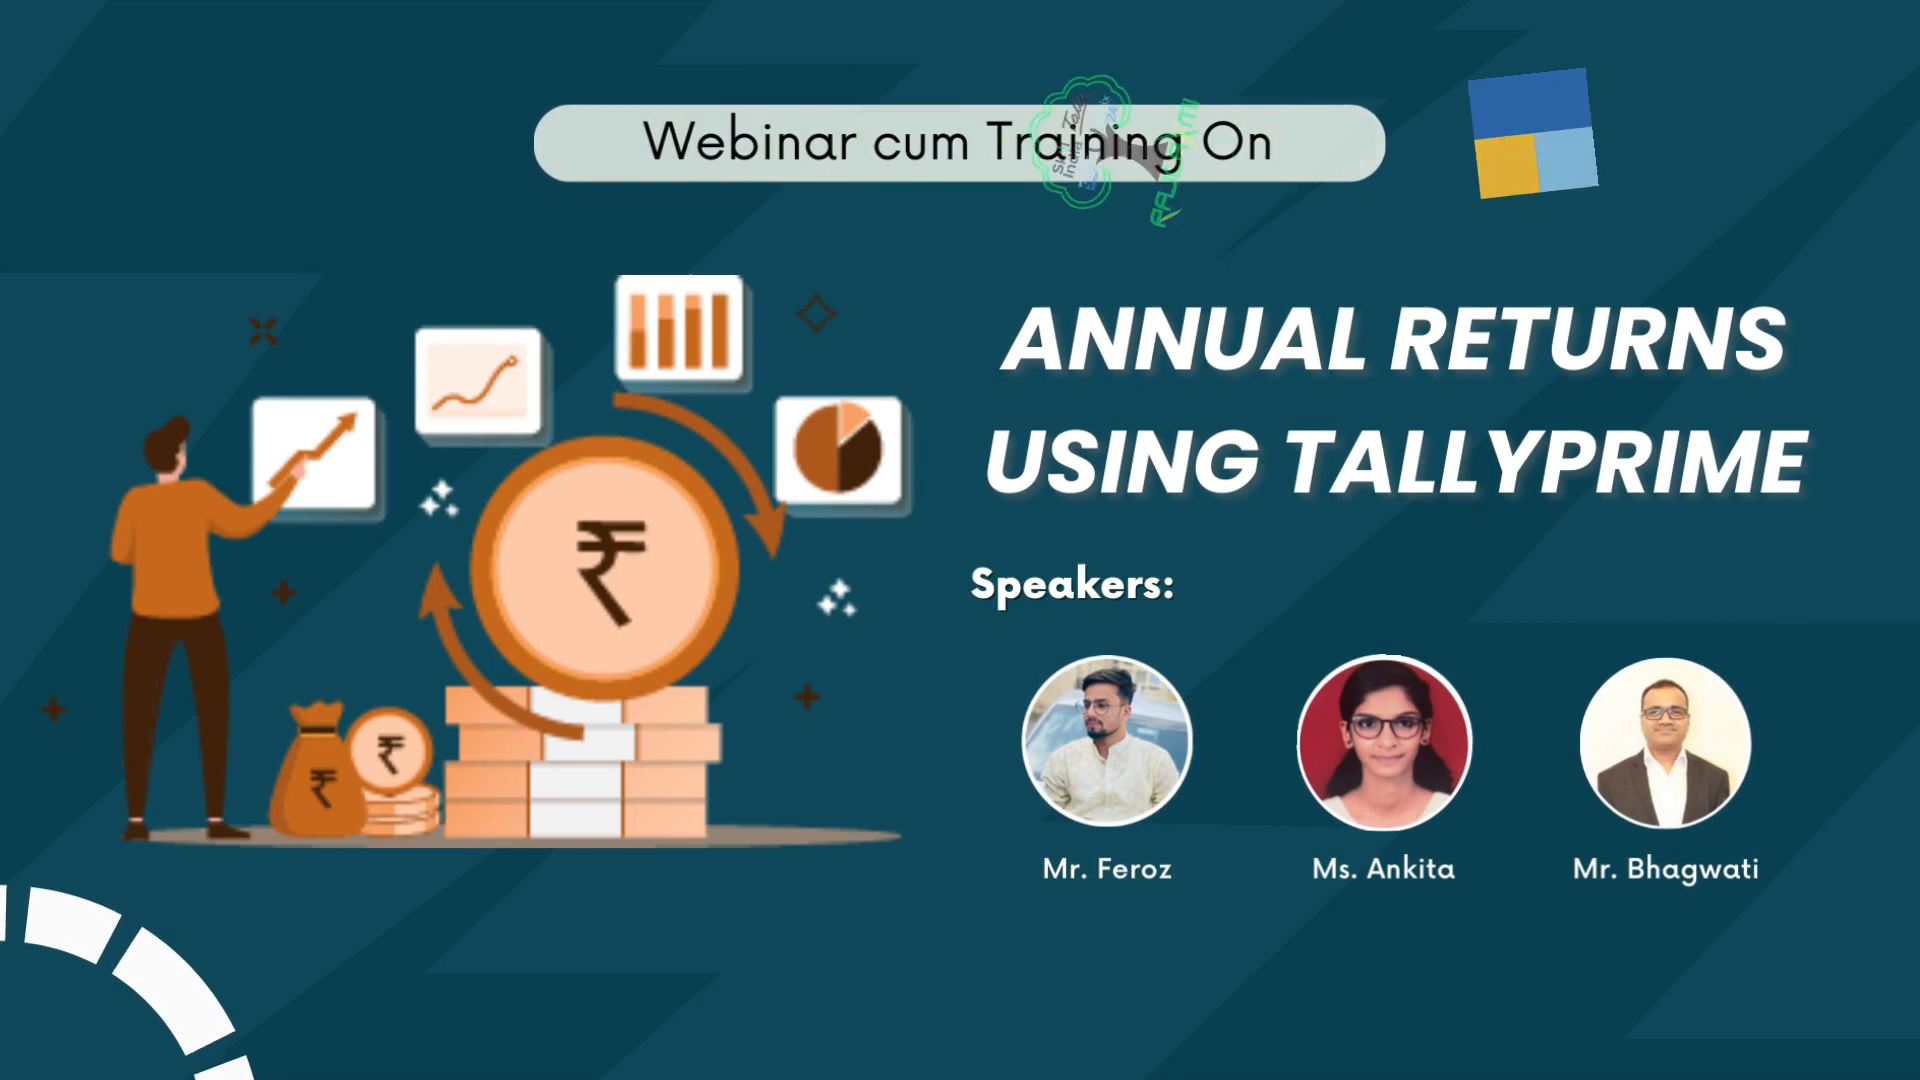 Webinar cum Training On
ANNUAL RETURNS
USING TALLYPRIME
Speakers:
Mr. Feroz
Ms. Ankita
Mr. Bhagwati
₹
₹
₹